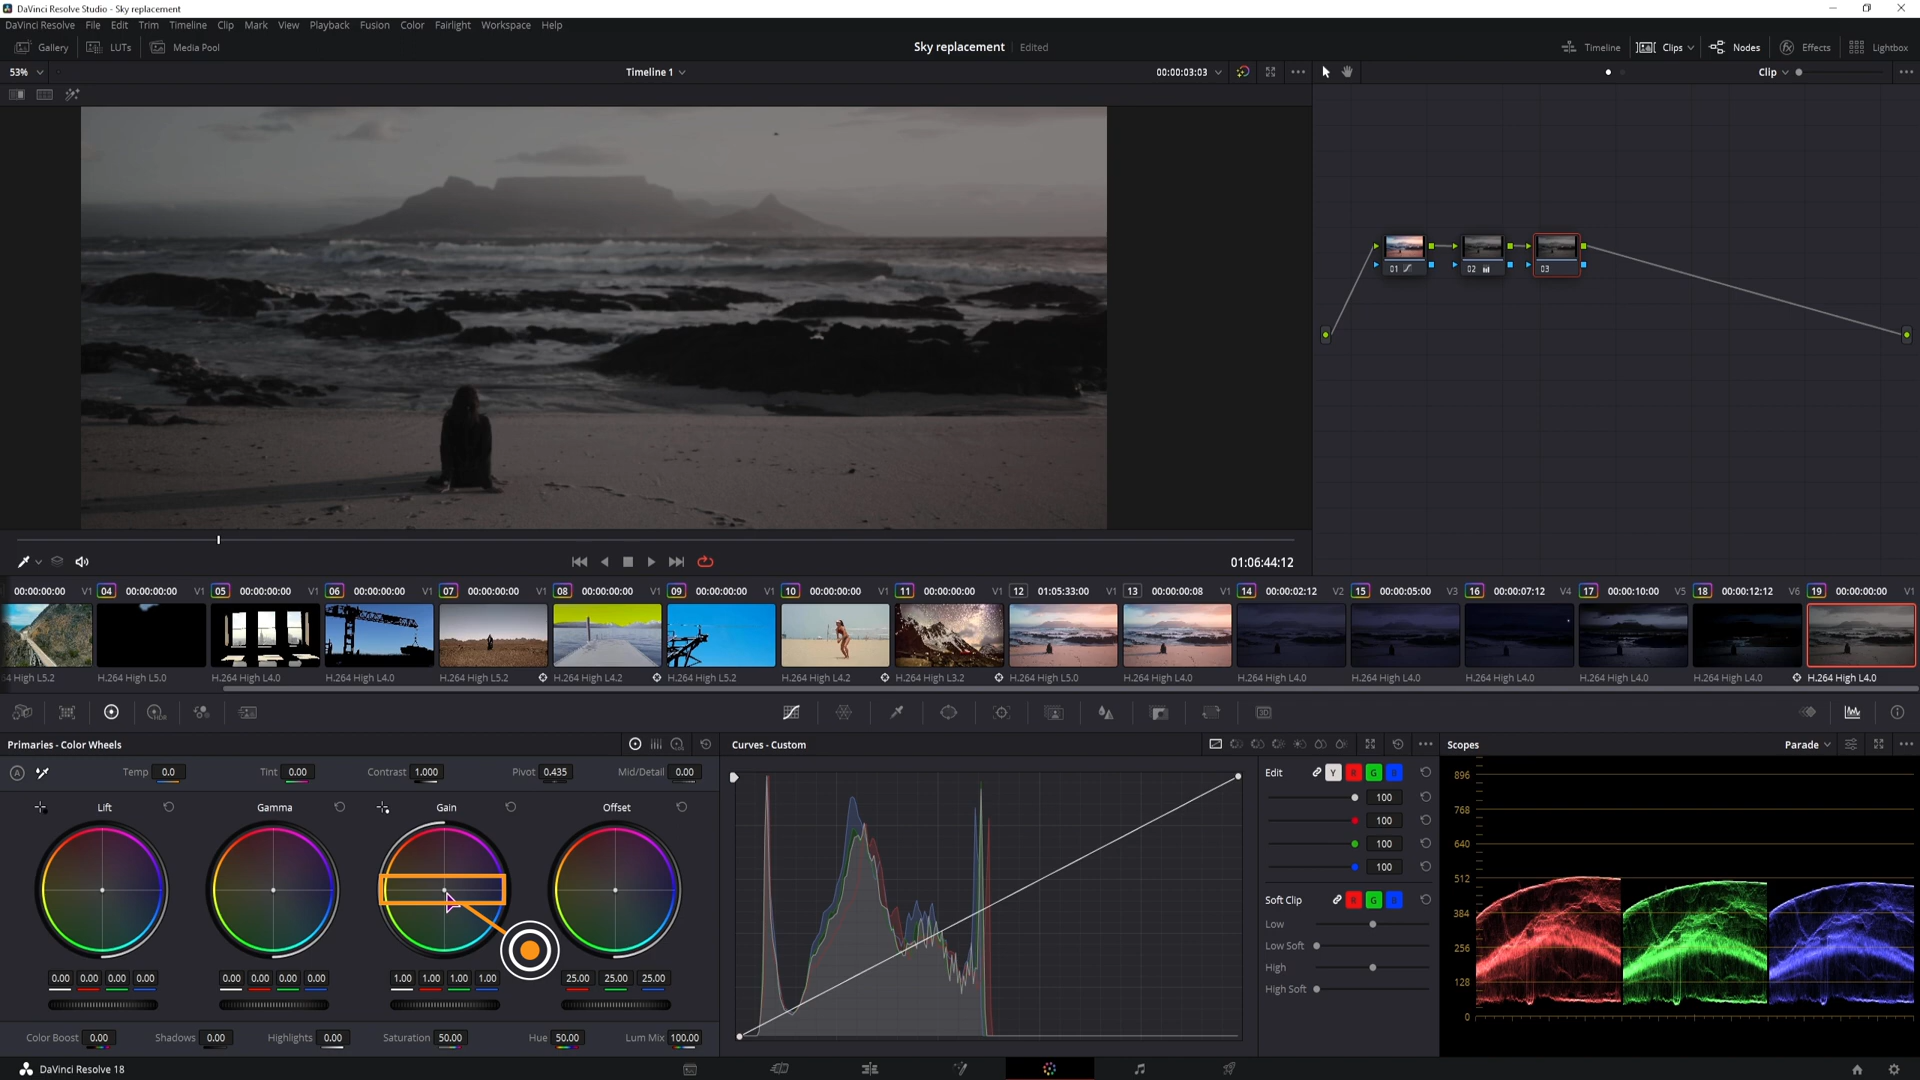 DaVinci Resolve Studio - Sky replacement
DaVinci Resolve File Edit Trim Timeline Clip Mark View Playback Fusion Color Fairlight Workspace Help
Gallery LUTs Media Pool Sky replacement Edited Timeline Clips Nodes Effects Lightbox
53% Timeline 1 00:00:03:03 Clip
01 02 03
01:06:44:12
00:00:00:00 V1 04 00:00:00:00 V1 05 00:00:00:00 V1 06 00:00:00:00 V1 07 00:00:00:00 V1 08 00:00:00:00 V1 09 00:00:00:00 V1 10 00:00:00:00 V1 11 00:00:00:00 V1 12 01:05:33:00 V1 13 00:00:00:08 V1 14 00:00:02:12 V2 15 00:00:05:00 V3 16 00:00:07:12 V4 17 00:00:10:00 V5 18 00:00:12:12 V6 19 00:00:00:00 V1
64 High L5.2 H.264 High L5.0 H.264 High L4.0 H.264 High L4.0 H.264 High L5.2 H.264 High L4.2 H.264 High L5.2 H.264 High L4.2 H.264 High L3.2 H.264 High L5.0 H.264 High L4.0 H.264 High L4.0 H.264 High L4.0 H.264 High L4.0 H.264 High L4.0 H.264 High L4.0 H.264 High L4.0
HDR 3D
Primaries - Color Wheels Curves - Custom Scopes Parade
A Temp 0.0 Tint 0.00 Contrast 1.000 Pivot 0.435 Mid/Detail 0.00
Lift Gamma Gain Offset
0.00 0.00 0.00 0.00 0.00 0.00 0.00 0.00 1.00 1.00 1.00 1.00 25.00 25.00 25.00
Color Boost 0.00 Shadows 0.00 Highlights 0.00 Saturation 50.00 Hue 50.00 Lum Mix 100.00
Edit Y R G B
100
100
100
100
Soft Clip R G B
Low
Low Soft
High
High Soft
896
768
640
512
384
256
128
0
DaVinci Resolve 18